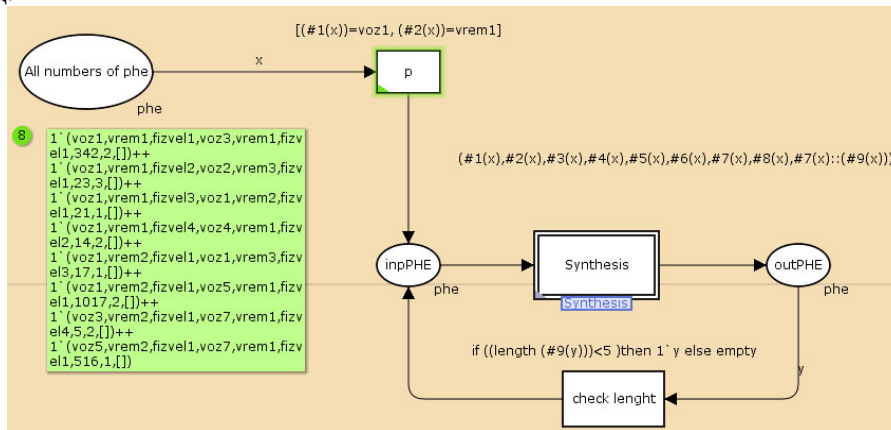 [(#1(x))=voz1, (#2(x))=vrem1]
All numbers of phe
x
p
phe
8
1`(voz1,vrem1,fizvel1,voz3,vrem1,fizv
el1,342,2,[])++
1`(voz1,vrem1,fizvel2,voz2,vrem3,fizv
el1,23,3,[])++
1`(voz1,vrem1,fizvel3,voz1,vrem2,fizv
el1,21,1,[])++
1`(voz1,vrem1,fizvel4,voz4,vrem1,fizv
el2,14,2,[])++
1`(voz1,vrem2,fizvel1,voz1,vrem3,fizv
el3,17,1,[])++
1`(voz1,vrem2,fizvel1,voz5,vrem1,fizv
el1,1017,2,[])++
1`(voz3,vrem2,fizvel1,voz7,vrem1,fizv
el4,5,2,[])++
1`(voz5,vrem2,fizvel1,voz7,vrem1,fizv
el1,516,1,[])
(#1(x),#2(x),#3(x),#4(x),#5(x),#6(x),#7(x),#8(x),#7(x)::(#9(x)))
inpPHE
phe
Synthesis
Synthesis
outPHE
phe
if ((length (#9(y)))<5 )then 1`y else empty
y
check lenght